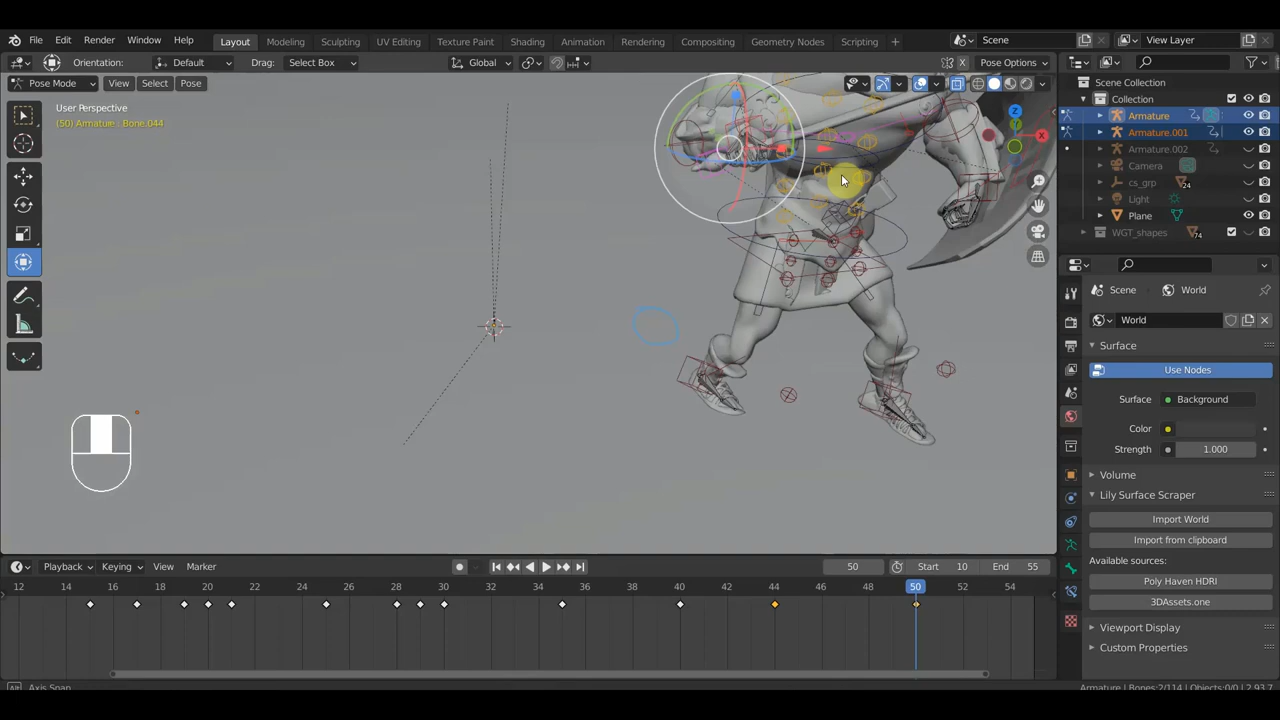 File Edit Render Window Help Layout Modeling Sculpting UV Editing Texture Paint Shading Animation Rendering Compositing Geometry Nodes Scripting + Scene View Layer
Orientation: Default Drag: Select Box Global X Pose Options
Pose Mode View Select Pose
Scene Collection
User Perspective
(50) Armature : Bone.044
Collection
Armature
Armature.001
Armature.002
Camera
cs_grp 24
Light
Plane
WGT_shapes 74
Z
Y
X
Scene World
World
Surface
Use Nodes
Surface Background
Color
Strength 1.000
Volume
Lily Surface Scraper
Import World
Import from clipboard
Available sources:
Poly Haven HDRI
3DAssets.one
Viewport Display
Custom Properties
Playback Keying View Marker 50 Start 10 End 55
12 14 16 18 20 22 24 26 28 30 32 34 36 38 40 42 44 46 48 50 52 54
Alt Axis Snap Armature | Bones:2/114 | Objects:0/0 | 2.93.7